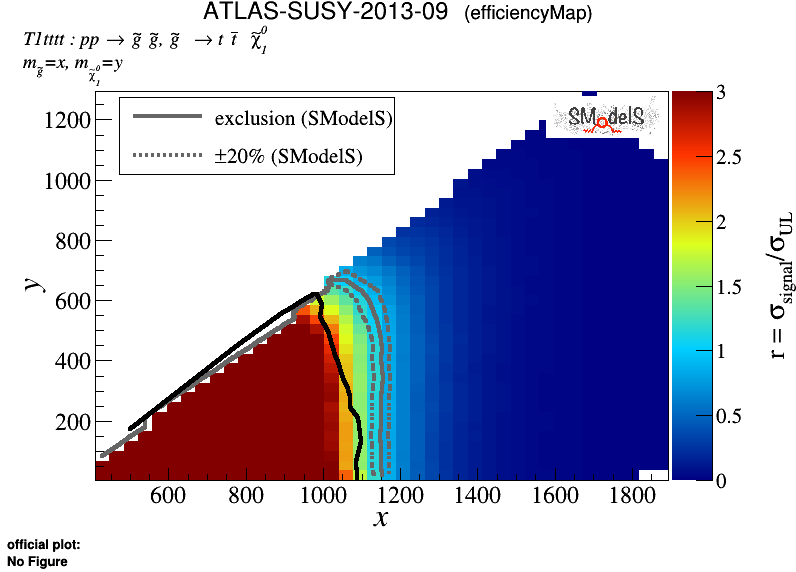 ATLAS-SUSY-2013-09 (efficiencyMap)
T1tttt : pp → g̃ g̃, g̃ → t t̄ χ̃⁰₁
m_g̃=x, m_χ̃⁰₁=y
exclusion (SModelS)
±20% (SModelS)
SModelS
y
1200
1000
800
600
400
200
600 800 1000 1200 1400 1600 1800
x
3
2.5
2
1.5
1
0.5
0
r = σ_signal/σ_UL
official plot:
No Figure